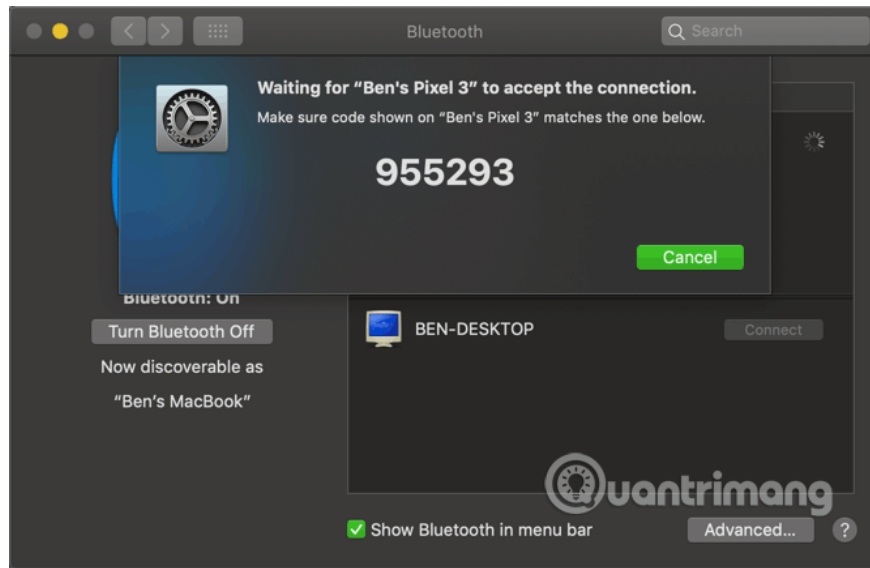 Bluetooth
Search
Waiting for “Ben's Pixel 3” to accept the connection.
Make sure code shown on “Ben's Pixel 3” matches the one below.
955293
Cancel
Bluetooth: On
Turn Bluetooth Off
Now discoverable as
“Ben's MacBook”
BEN-DESKTOP
Connect
Quantrimang
Show Bluetooth in menu bar
Advanced...
?